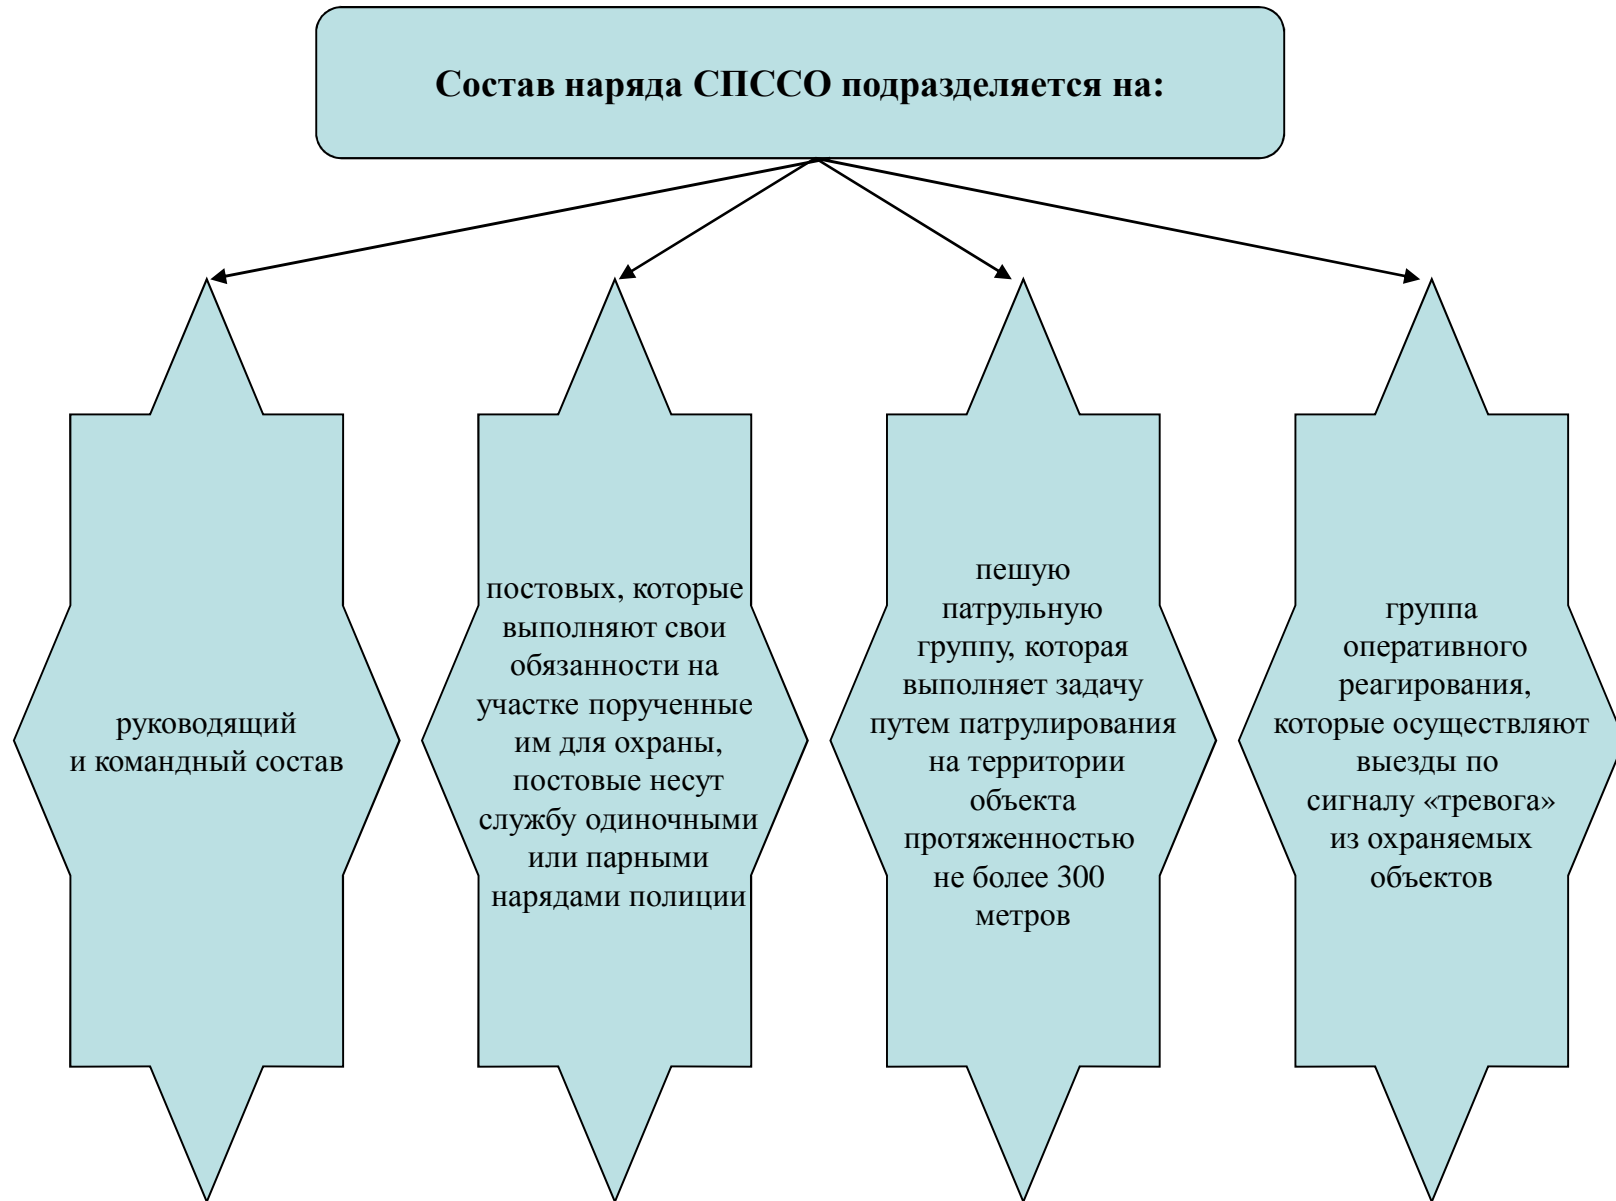 Состав наряда СПССО подразделяется на:
руководящий
и командный состав
постовых, которые
выполняют свои
обязанности на
участке порученные
им для охраны,
постовые несут
службу одиночными
или парными
нарядами полиции
пешую
патрульную
группу, которая
выполняет задачу
путем патрулирования
на территории
объекта
протяженностью
не более 300
метров
группа
оперативного
реагирования,
которые осуществляют
выезды по
сигналу «тревога»
из охраняемых
объектов